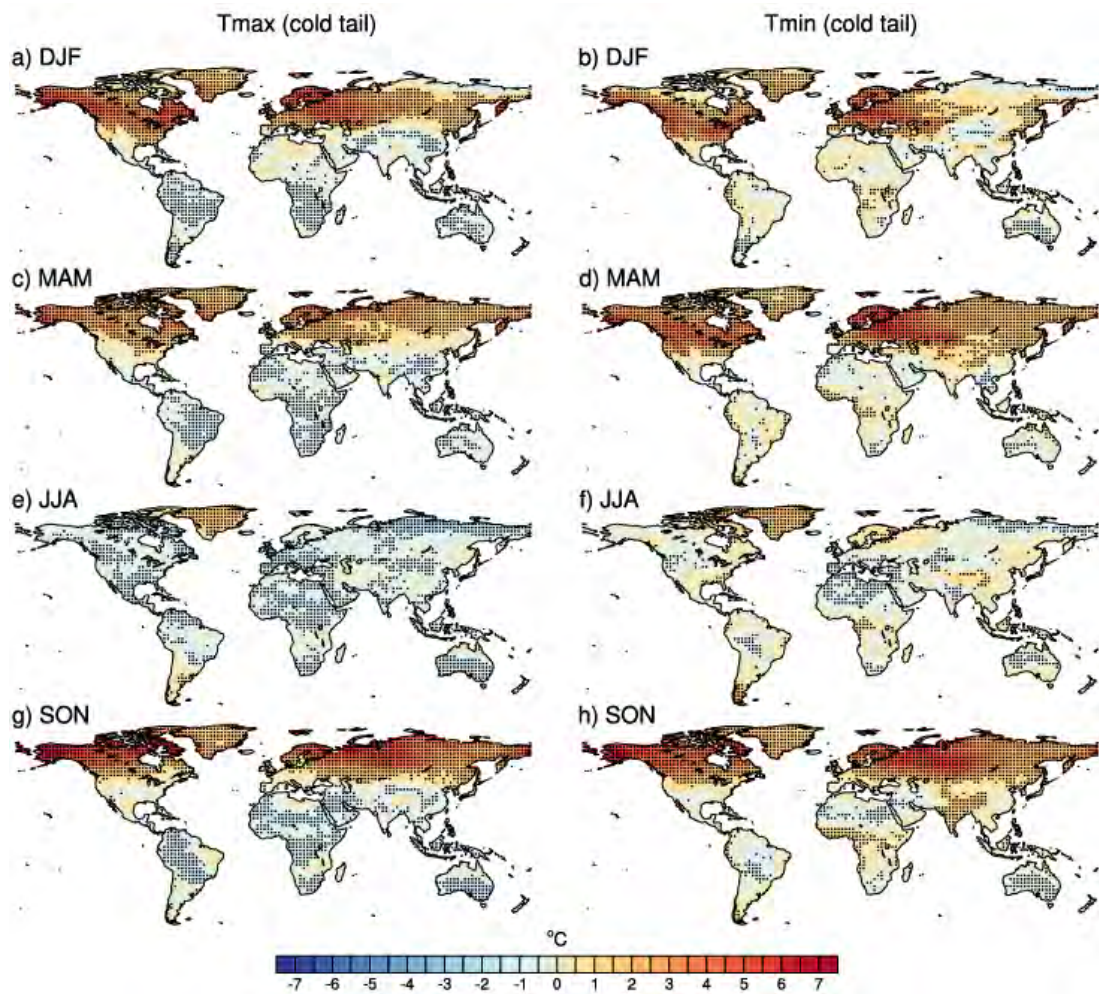 Tmax (cold tail) Tmin (cold tail)
a) DJF b) DJF
c) MAM d) MAM
e) JJA f) JJA
g) SON h) SON
°C
-7 -6 -5 -4 -3 -2 -1 0 1 2 3 4 5 6 7